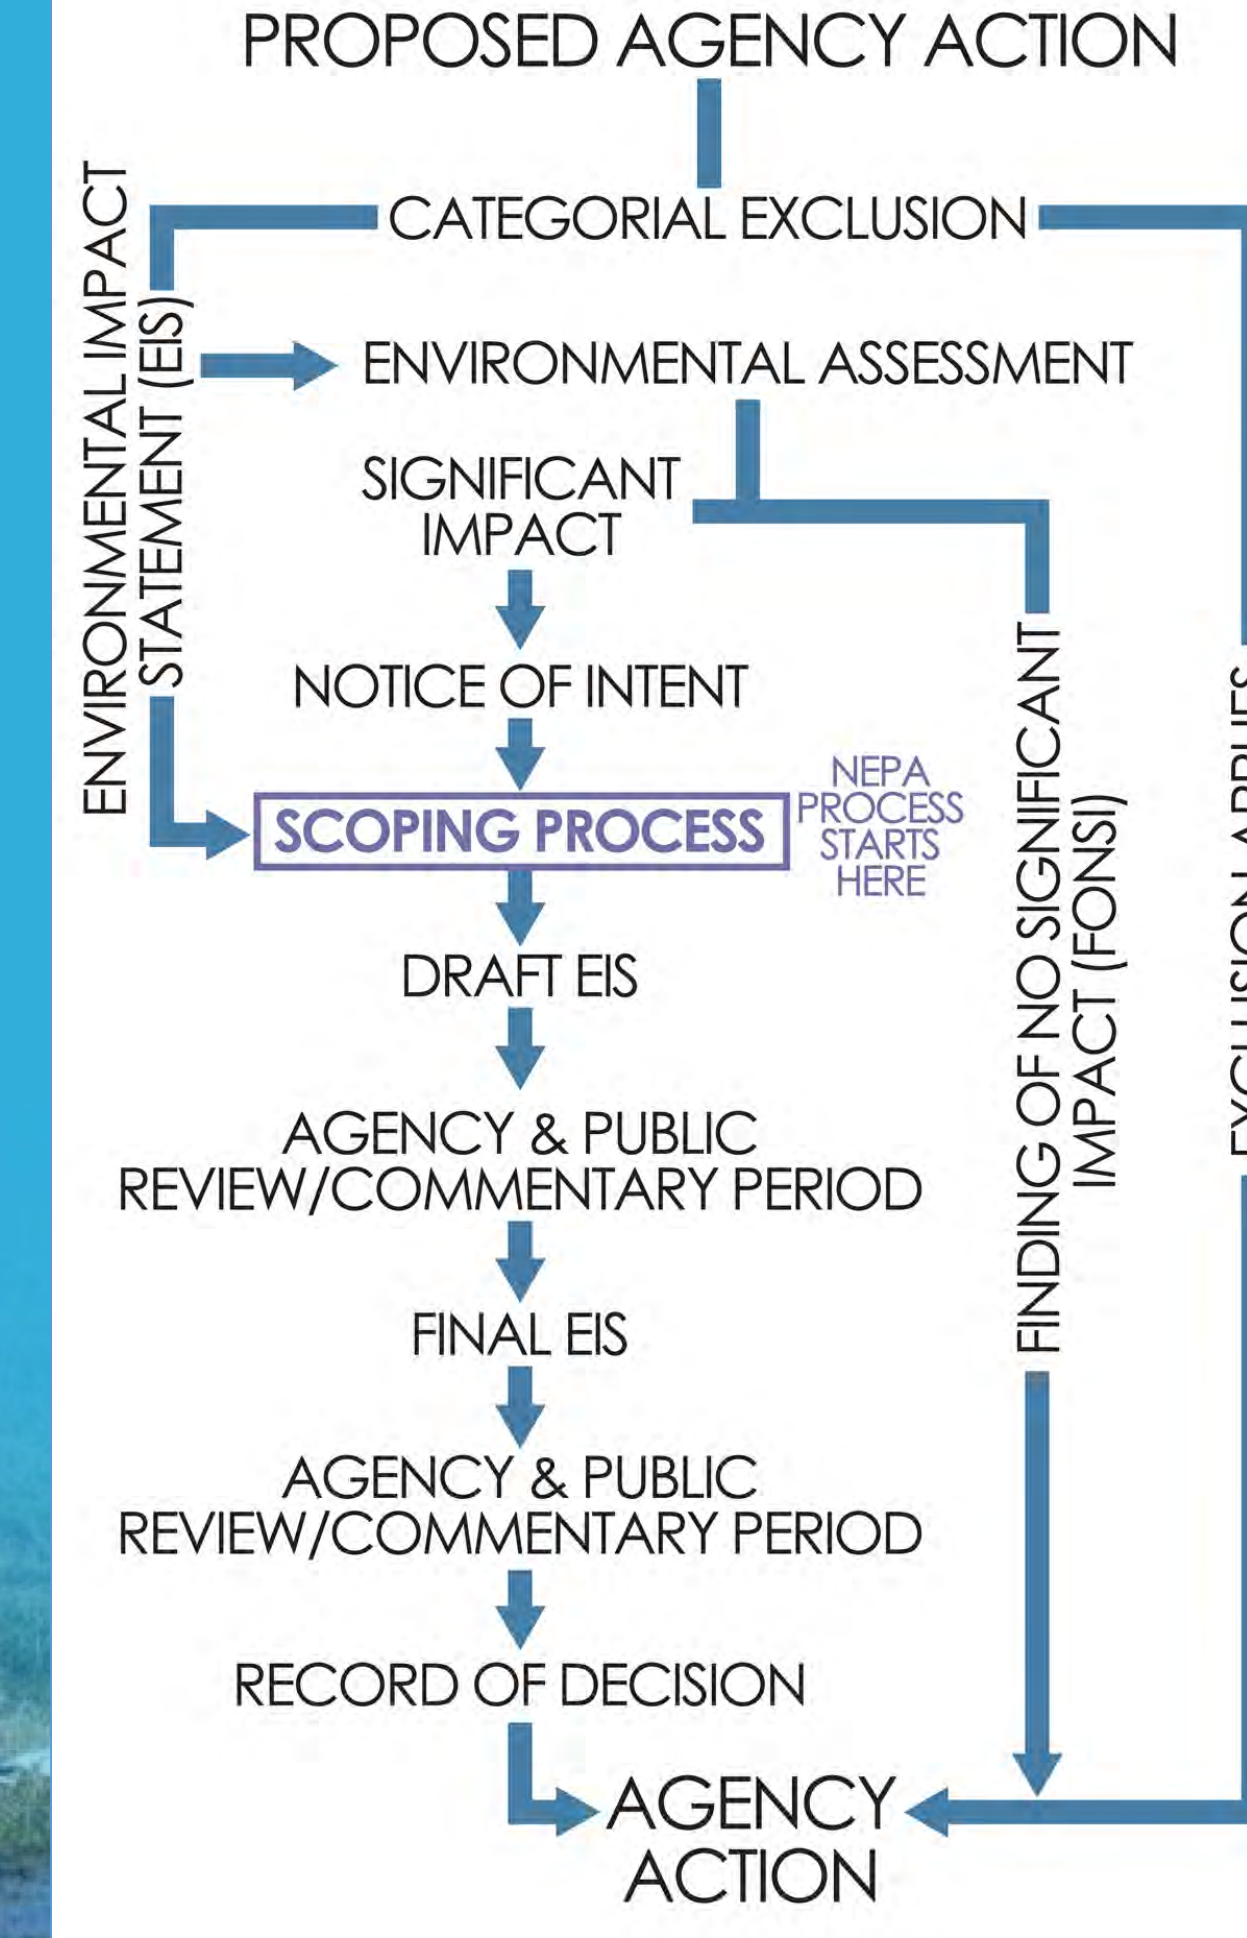 PROPOSED AGENCY ACTION
CATEGORIAL EXCLUSION
ENVIRONMENTAL IMPACT
STATEMENT (EIS)
ENVIRONMENTAL ASSESSMENT
SIGNIFICANT
IMPACT
NOTICE OF INTENT
SCOPING PROCESS
NEPA
PROCESS
STARTS
HERE
DRAFT EIS
AGENCY & PUBLIC
REVIEW/COMMENTARY PERIOD
FINAL EIS
AGENCY & PUBLIC
REVIEW/COMMENTARY PERIOD
RECORD OF DECISION
FINDING OF NO SIGNIFICANT
IMPACT (FONSI)
EXCLUSION APPLIES
AGENCY
ACTION